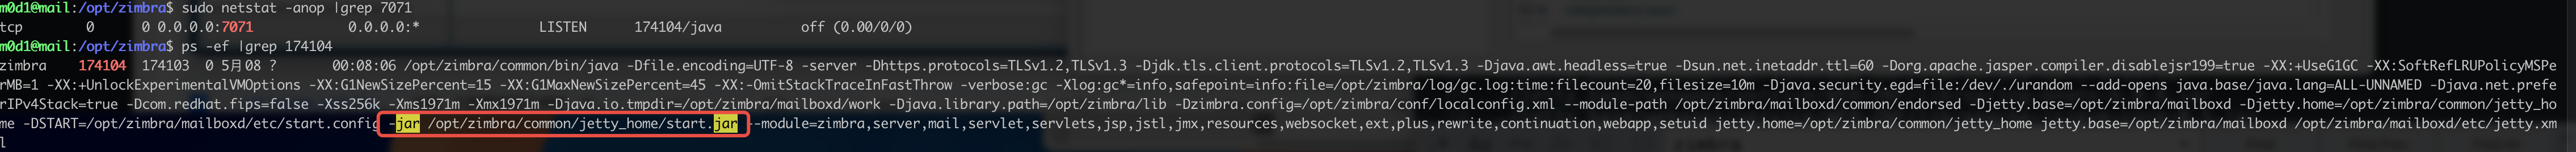 m0d1@mail:/opt/zimbra$ sudo netstat -anop |grep 7071
tcp        0      0 0.0.0.0:7071            0.0.0.0:*               LISTEN      174104/java          off (0.00/0/0)
m0d1@mail:/opt/zimbra$ ps -ef |grep 174104
zimbra    174104  174103  0 5月08 ?        00:08:06 /opt/zimbra/common/bin/java -Dfile.encoding=UTF-8 -server -Dhttps.protocols=TLSv1.2,TLSv1.3 -Djdk.tls.client.protocols=TLSv1.2,TLSv1.3 -Djava.awt.headless=true -Dsun.net.inetaddr.ttl=60 -Dorg.apache.jasper.compiler.disablejsr199=true -XX:+UseG1GC -XX:SoftRefLRUPolicyMSPe
rMB=1 -XX:+UnlockExperimentalVMOptions -XX:G1NewSizePercent=15 -XX:G1MaxNewSizePercent=45 -XX:-OmitStackTraceInFastThrow -verbose:gc -Xlog:gc*=info,safepoint=info:file=/opt/zimbra/log/gc.log:time:filecount=20,filesize=10m -Djava.security.egd=file:/dev/./urandom --add-opens java.base/java.lang=ALL-UNNAMED -Djava.net.prefe
rIPv4Stack=true -Dcom.redhat.fips=false -Xss256k -Xms1971m -Xmx1971m -Djava.io.tmpdir=/opt/zimbra/mailboxd/work -Djava.library.path=/opt/zimbra/lib -Dzimbra.config=/opt/zimbra/conf/localconfig.xml --module-path /opt/zimbra/mailboxd/common/endorsed -Djetty.base=/opt/zimbra/mailboxd -Djetty.home=/opt/zimbra/common/jetty_ho
me -DSTART=/opt/zimbra/mailboxd/etc/start.config -jar /opt/zimbra/common/jetty_home/start.jar --module=zimbra,server,mail,servlet,servlets,jsp,jstl,jmx,resources,websocket,ext,plus,rewrite,continuation,webapp,setuid jetty.home=/opt/zimbra/common/jetty_home jetty.base=/opt/zimbra/mailboxd /opt/zimbra/mailboxd/etc/jetty.xm
l